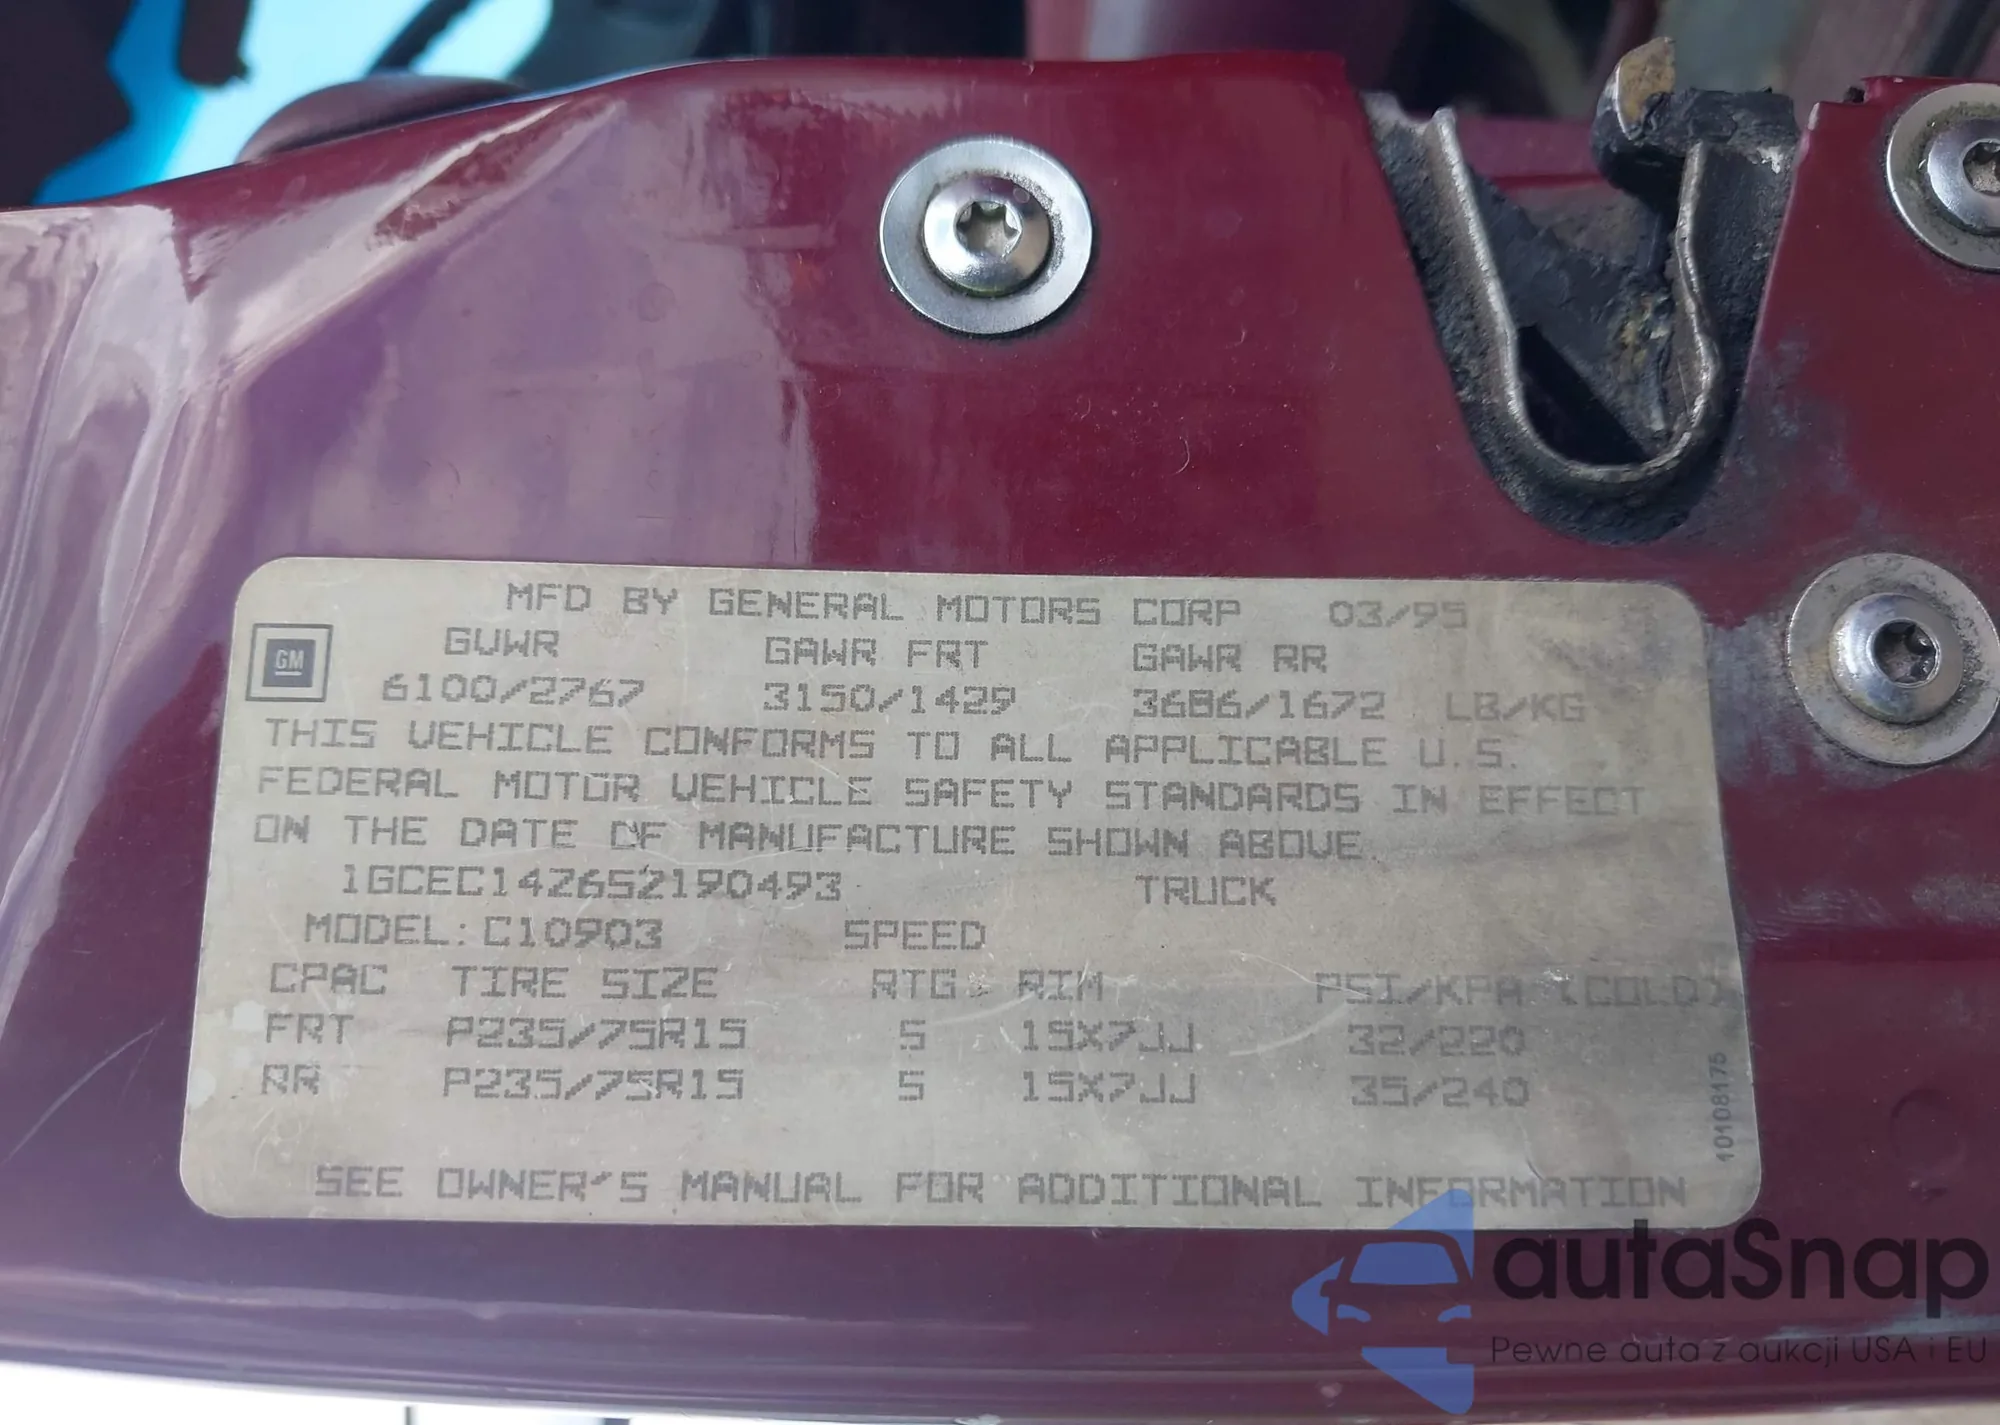 MFD BY GENERAL MOTORS CORP 03/95
GM
GVWR GAWR FRT GAWR RR
6100/2767 3150/1429 3686/1672 LB/KG
THIS VEHICLE CONFORMS TO ALL APPLICABLE U.S.
FEDERAL MOTOR VEHICLE SAFETY STANDARDS IN EFFECT
ON THE DATE OF MANUFACTURE SHOWN ABOVE.
1GCEC14Z6SZ190493 TRUCK
MODEL: C10903 SPEED
CPAC TIRE SIZE RTG RIM PSI/KPA (COLD)
FRT P235/75R15 S 15X7JJ 32/220
RR P235/75R15 S 15X7JJ 35/240
SEE OWNER'S MANUAL FOR ADDITIONAL INFORMATION
10108175
autaSnap
Pewne auta z aukcji USA i EU